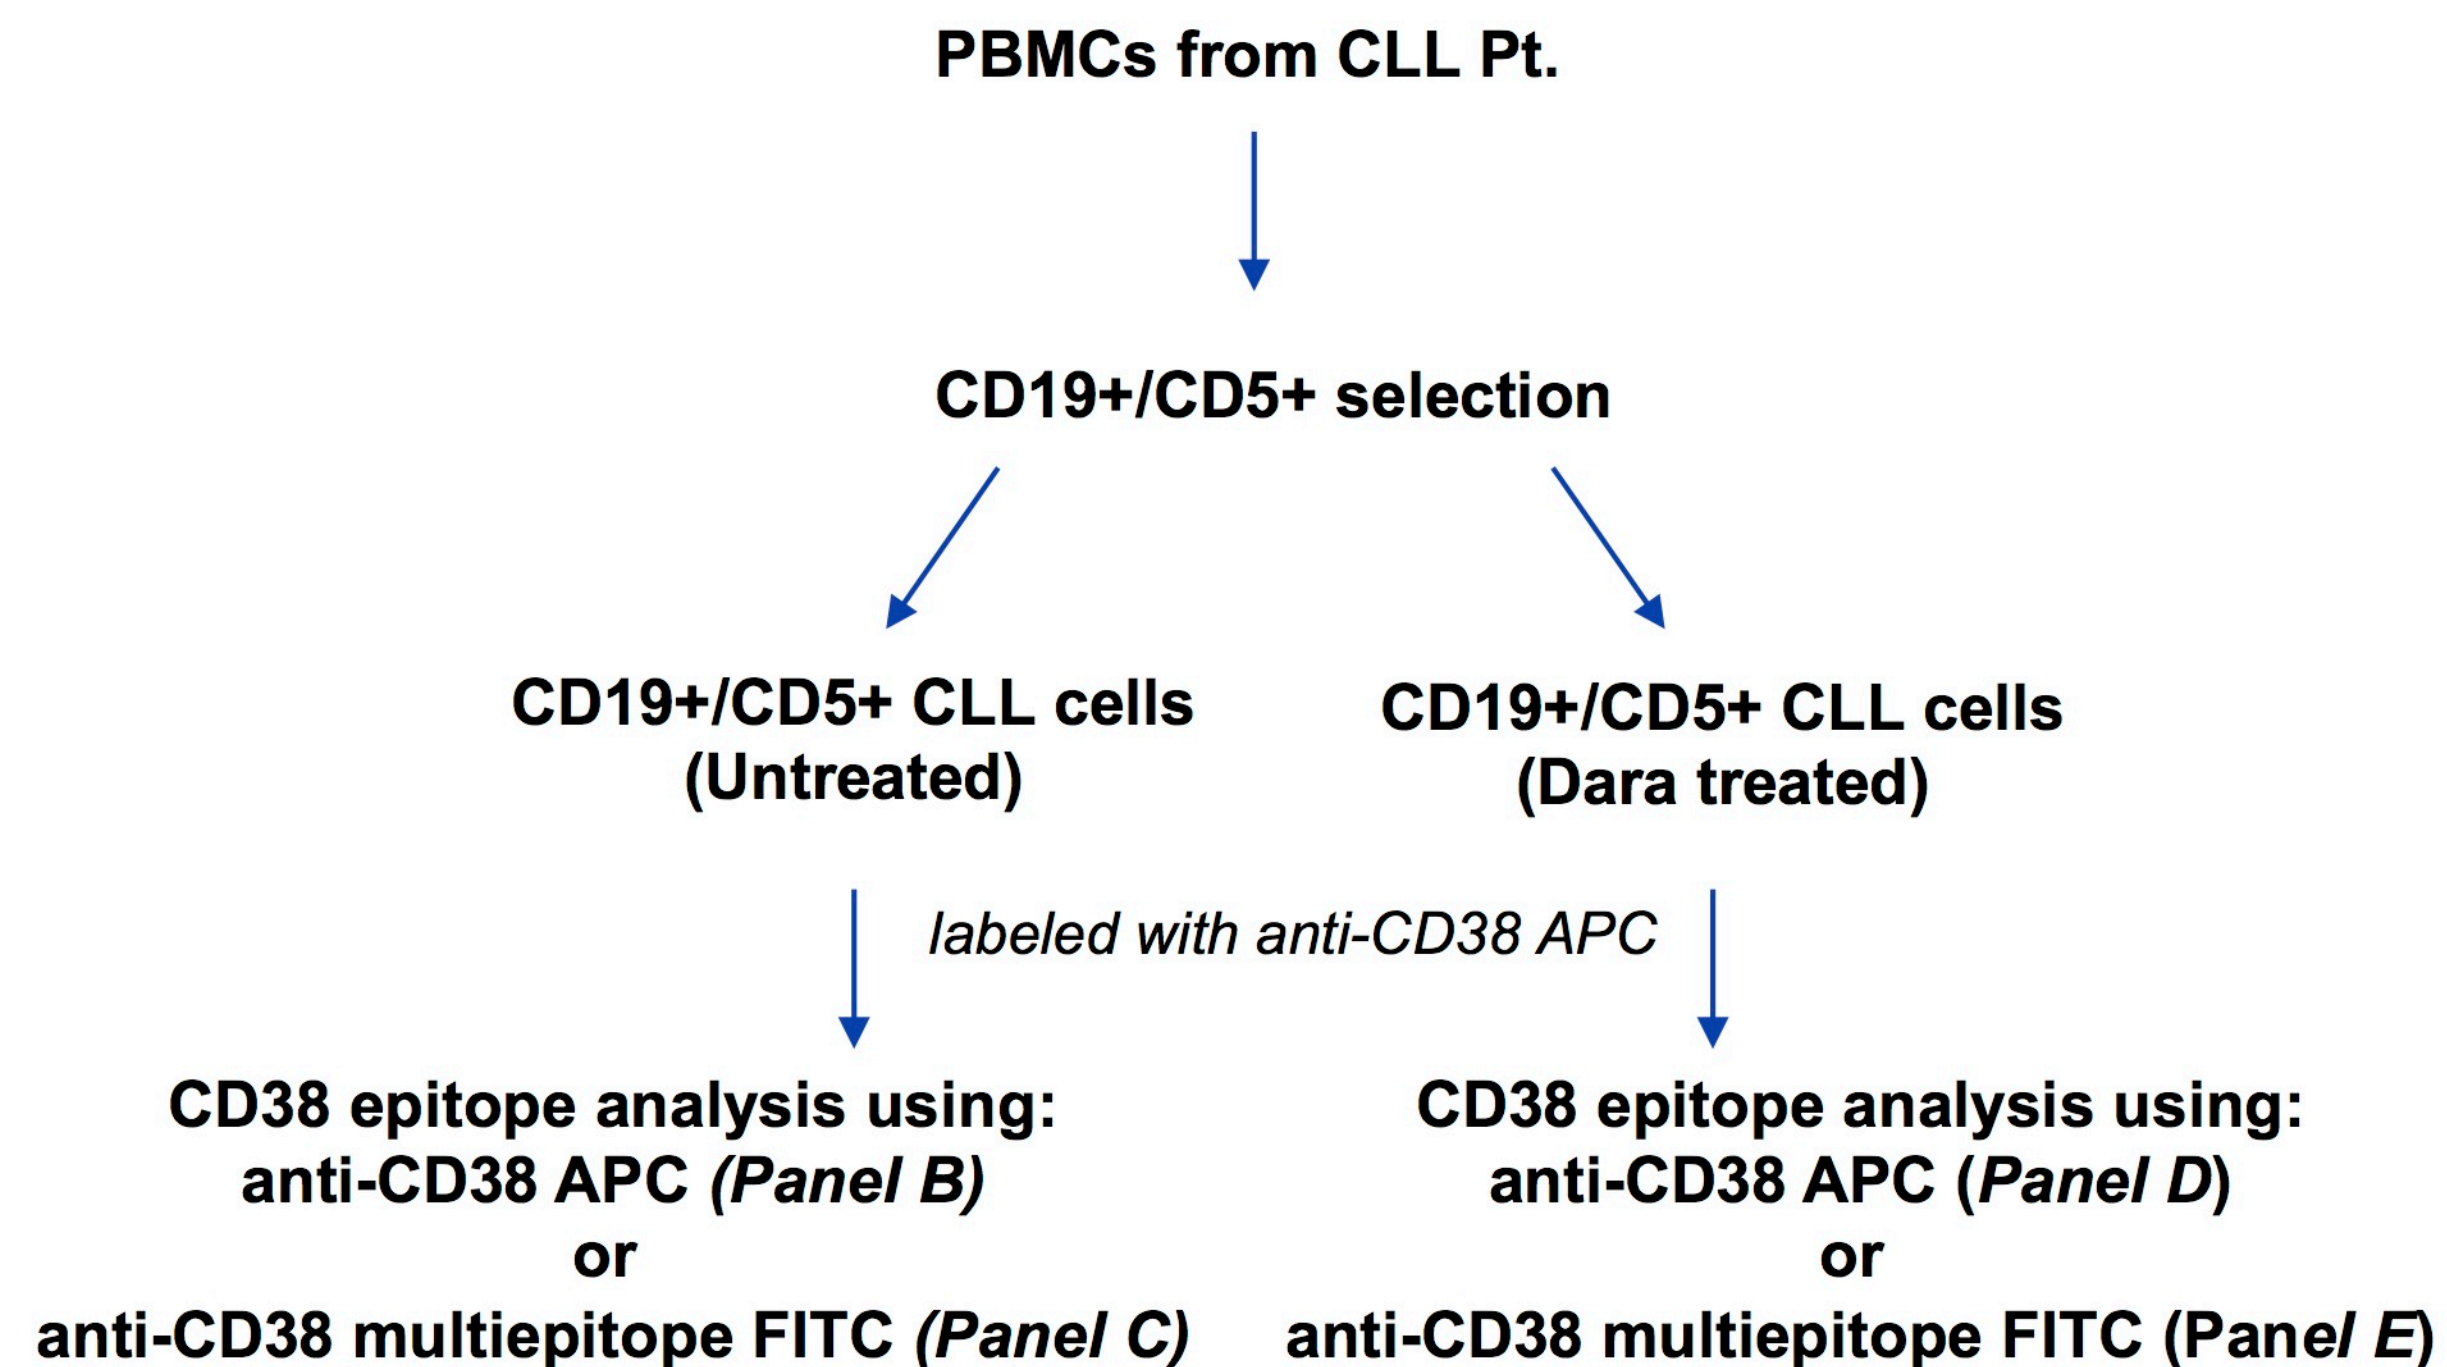 PBMCs from CLL Pt.
CD19+/CD5+ selection
CD19+/CD5+ CLL cells
(Untreated)
CD19+/CD5+ CLL cells
(Dara treated)
labeled with anti-CD38 APC
CD38 epitope analysis using:
anti-CD38 APC (Panel B)
or
anti-CD38 multiepitope FITC (Panel C)
CD38 epitope analysis using:
anti-CD38 APC (Panel D)
or
anti-CD38 multiepitope FITC (Panel E)